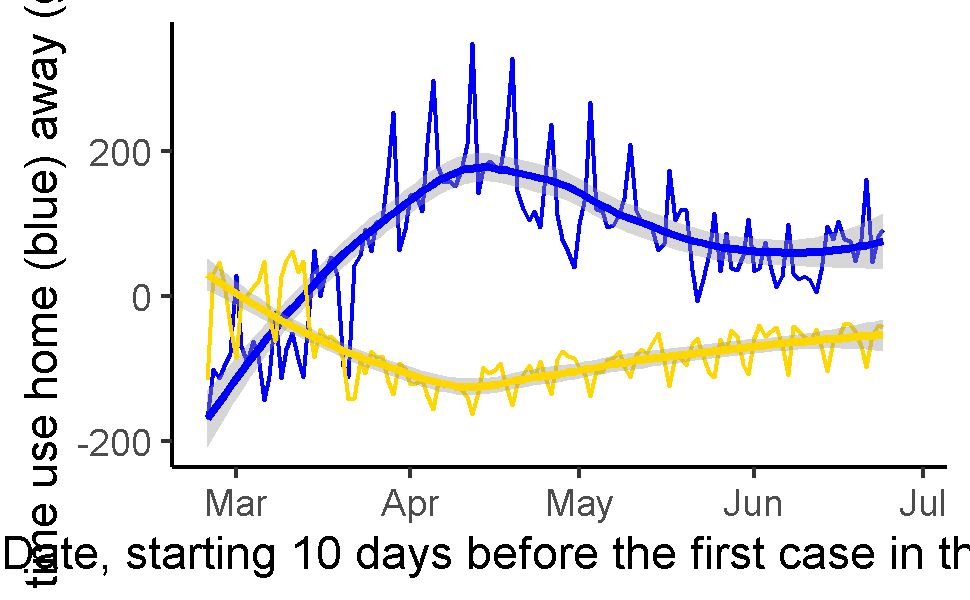 time use home (blue) away (
200
0
-200
Mar Apr May Jun Jul
Date, starting 10 days before the first case in th